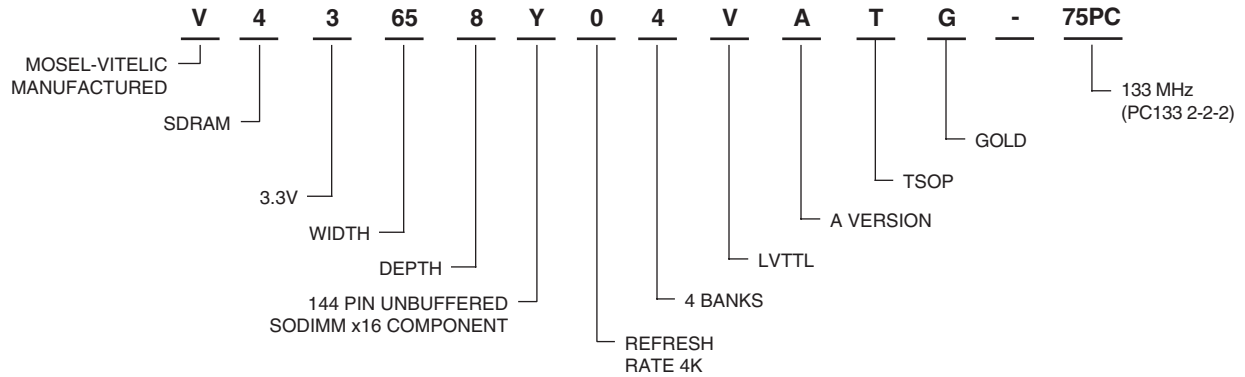 V 4 3 65 8 Y 0 4 V A T G - 75PC
MOSEL-VITELIC
MANUFACTURED
133 MHz
(PC133 2-2-2)
SDRAM
GOLD
TSOP
3.3V
A VERSION
WIDTH
LVTTL
DEPTH
144 PIN UNBUFFERED
SODIMM x16 COMPONENT
4 BANKS
REFRESH
RATE 4K